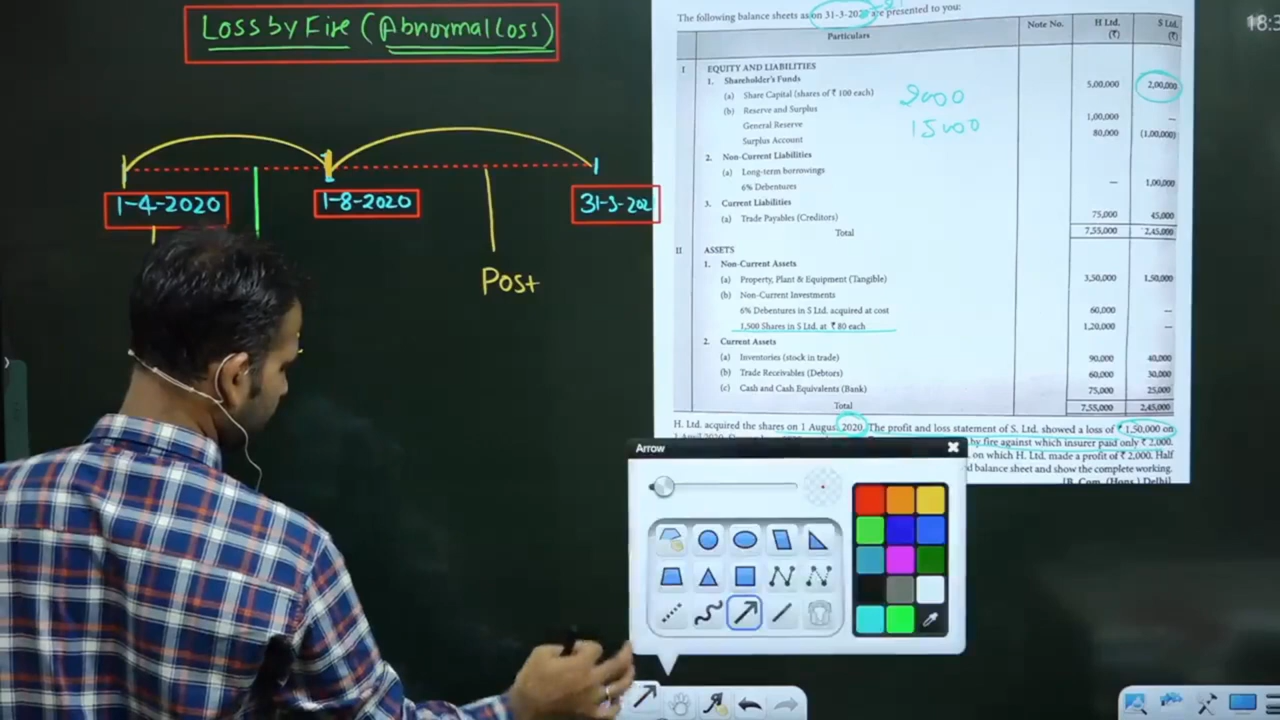 Loss by Fire (Abnormal Loss)
18:3
1-4-2020
1-8-2020
31-3-202
Post
The following balance sheets as on 31-3-202 are presented to you:
Particulars Note No. H Ltd. (₹) S Ltd. (₹)
I EQUITY AND LIABILITIES
1. Shareholder's Funds
(a) Share Capital (shares of ₹ 100 each) 5,00,000 2,00,000
2000
(b) Reserve and Surplus
General Reserve 1,00,000 —
15000
Surplus Account 80,000 (1,00,000)
2. Non-Current Liabilities
(a) Long-term borrowings
6% Debentures — 1,00,000
3. Current Liabilities
(a) Trade Payables (Creditors) 75,000 45,000
Total 7,55,000 2,45,000
II ASSETS
1. Non-Current Assets
(a) Property, Plant & Equipment (Tangible) 3,50,000 1,50,000
(b) Non-Current Investments
6% Debentures in S Ltd. acquired at cost 60,000 —
1,500 Shares in S Ltd. at ₹ 80 each 1,20,000 —
2. Current Assets
(a) Inventories (stock in trade) 90,000 40,000
(b) Trade Receivables (Debtors) 60,000 30,000
(c) Cash and Cash Equivalents (Bank) 75,000 25,000
Total 7,55,000 2,45,000
H. Ltd. acquired the shares on 1 August, 2020. The profit and loss statement of S. Ltd. showed a loss of ₹ 1,50,000 on
by fire against which insurer paid only ₹ 2,000.
on which H. Ltd. made a profit of ₹ 2,000. Half
balance sheet and show the complete working.
[B. Com. (Hons.) Delhi]
Arrow